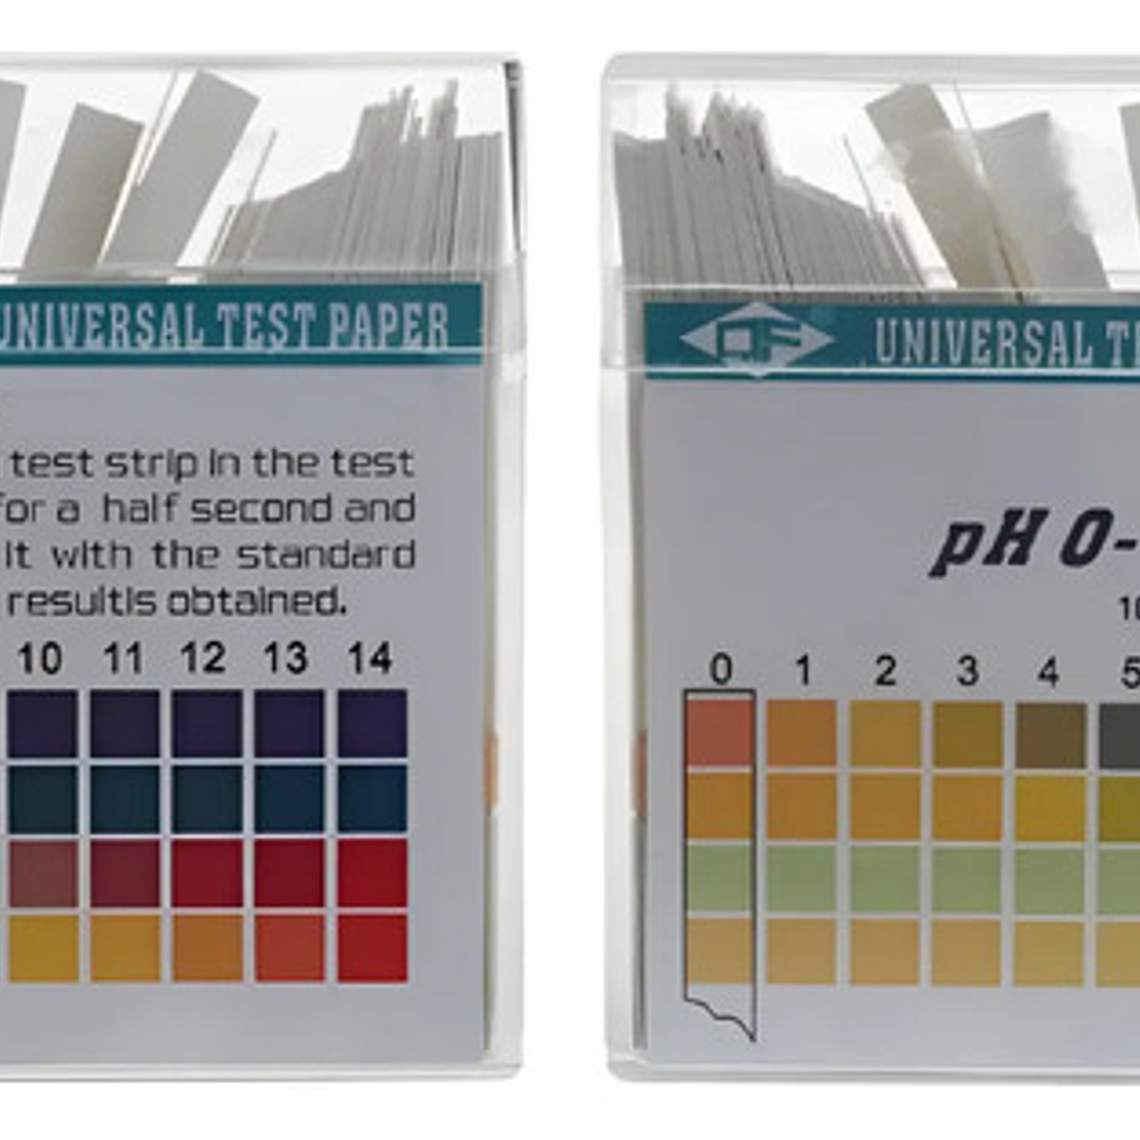 UNIVERSAL TEST PAPER
test strip in the test
for a half second and
it with the standard
resultis obtained.
10 11 12 13 14
QF UNIVERSAL
pH 0-
0 1 2 3 4 5